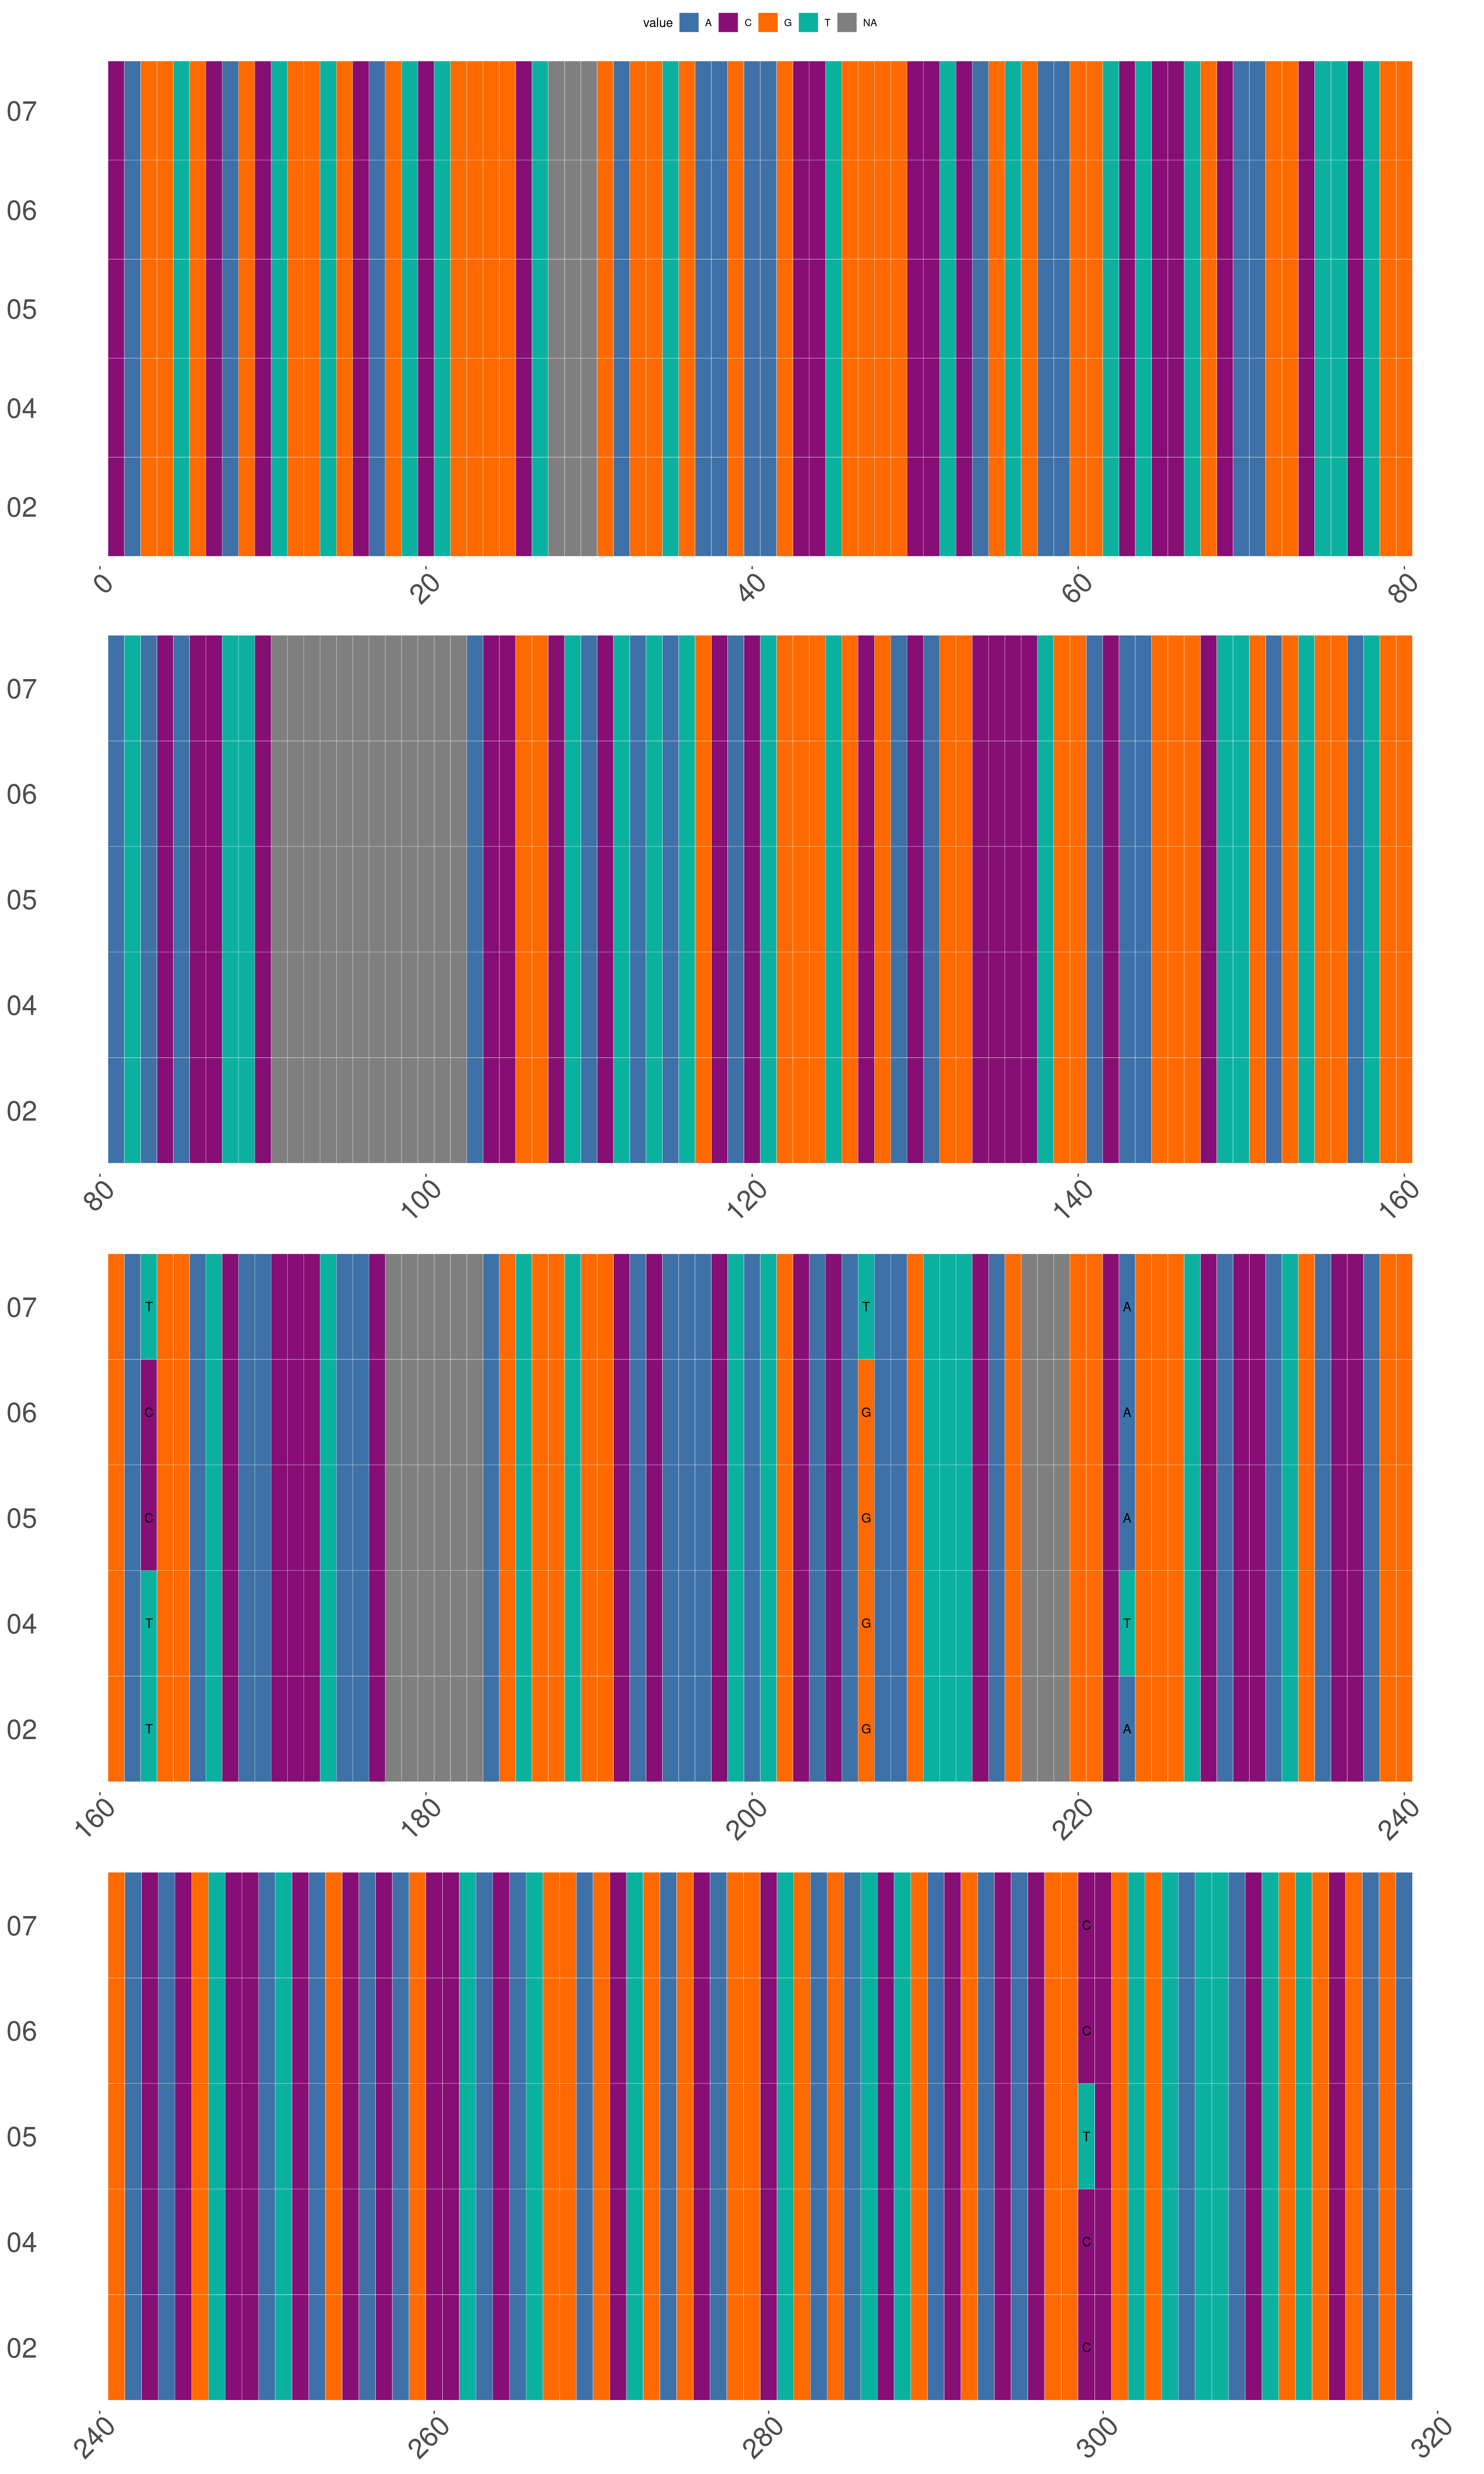 value A C G T NA
07
06
05
04
02
0 20 40 60 80
07
06
05
04
02
80 100 120 140 160
07 T T A
06 C G A
05 C G A
04 T G T
02 T G A
160 180 200 220 240
07 C
06 C
05 T
04 C
02 C
240 260 280 300 320